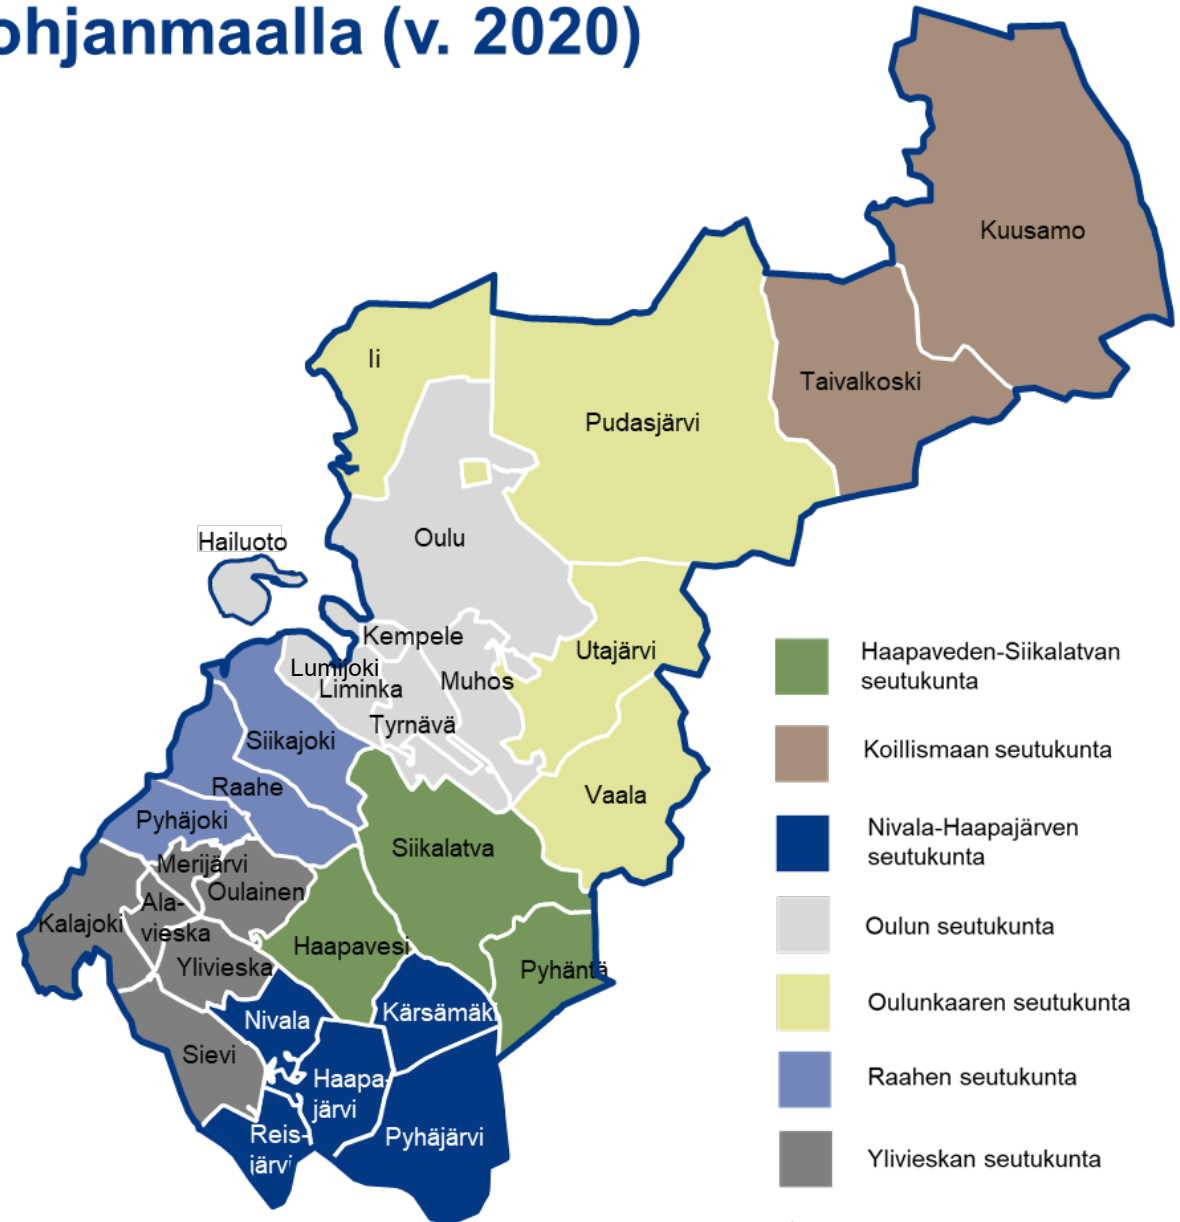 ohjanmaalla (v. 2020)
Kuusamo
Ii
Taivalkoski
Pudasjärvi
Oulu
Hailuoto
Kempele
Utajärvi
Lumijoki
Liminka
Muhos
Tyrnävä
Siikajoki
Raahe
Vaala
Pyhäjoki
Siikalatva
Merijärvi
Oulainen
Ala-
vieska
Kalajoki
Haapavesi
Ylivieska
Pyhäntä
Kärsämäki
Nivala
Sievi
Haapa-
järvi
Reis-
järvi
Pyhäjärvi
Haapaveden-Siikalatvan
seutukunta
Koillismaan seutukunta
Nivala-Haapajärven
seutukunta
Oulun seutukunta
Oulunkaaren seutukunta
Raahen seutukunta
Ylivieskan seutukunta